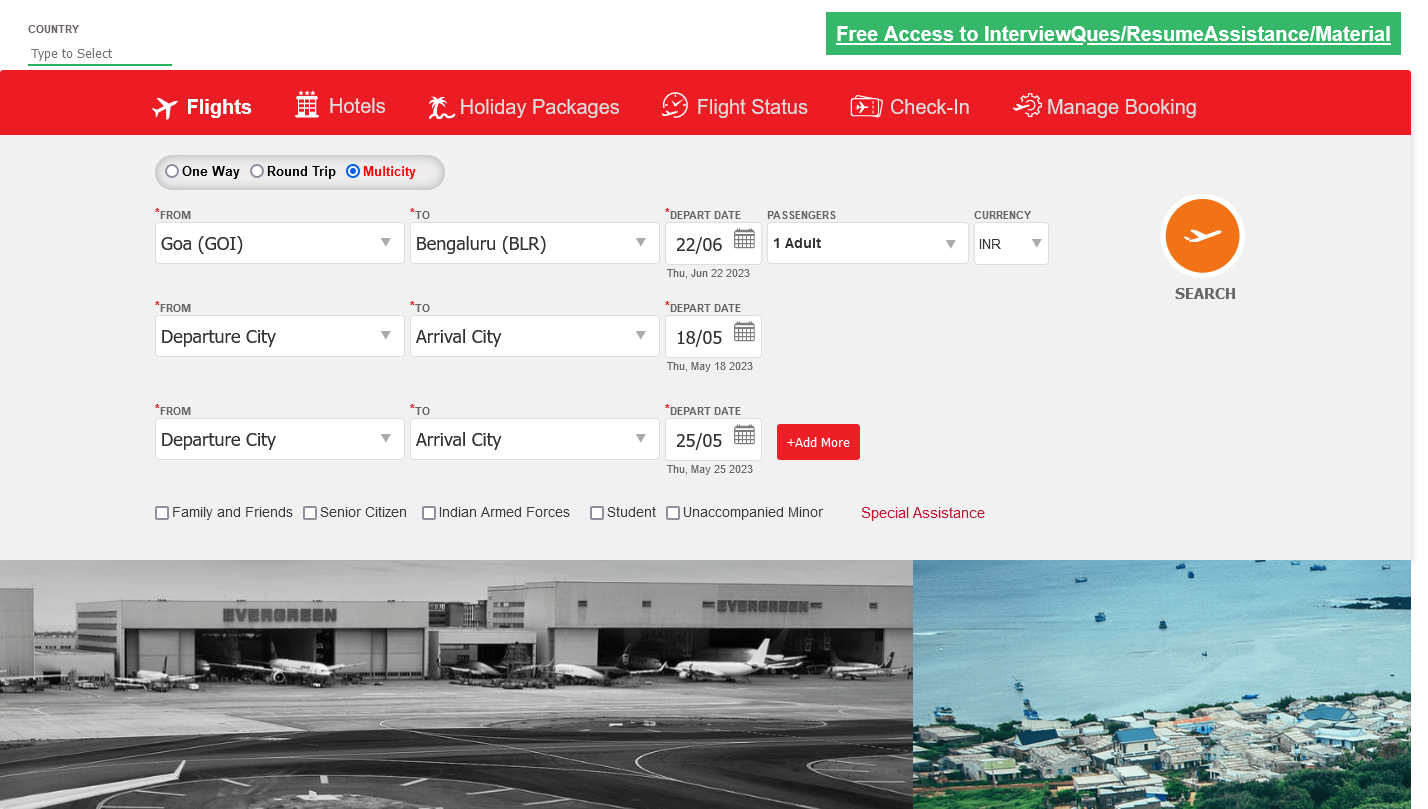 COUNTRY
Type to Select
Free Access to InterviewQues/ResumeAssistance/Material
Flights Hotels Holiday Packages Flight Status Check-In Manage Booking
One Way Round Trip Multicity
*FROM *TO *DEPART DATE PASSENGERS CURRENCY
Goa (GOI) Bengaluru (BLR) 22/06 1 Adult INR
Thu, Jun 22 2023
SEARCH
*FROM *TO *DEPART DATE
Departure City Arrival City 18/05
Thu, May 18 2023
*FROM *TO *DEPART DATE
Departure City Arrival City 25/05 +Add More
Thu, May 25 2023
Family and Friends Senior Citizen Indian Armed Forces Student Unaccompanied Minor Special Assistance
EVERGREEN EVERGREEN